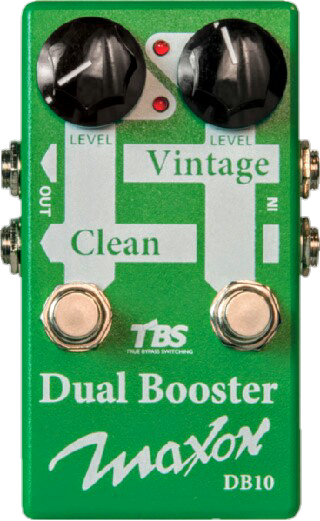 LEVEL
LEVEL
Vintage
OUT
IN
Clean
TBS
TRUE BYPASS SWITCHING
Dual Booster
maxon
DB10